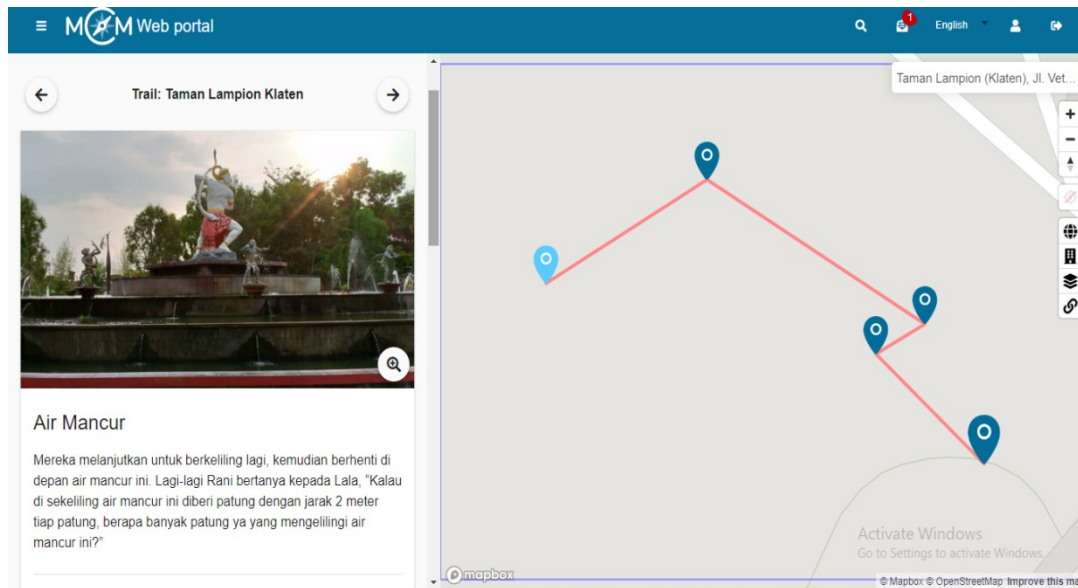 MCM Web portal
1
English
Trail: Taman Lampion Klaten
Taman Lampion (Klaten), Jl. Vet...
Air Mancur
Mereka melanjutkan untuk berkeliling lagi, kemudian berhenti di
depan air mancur ini. Lagi-lagi Rani bertanya kepada Lala, “Kalau
di sekeliling air mancur ini diberi patung dengan jarak 2 meter
tiap patung, berapa banyak patung ya yang mengelilingi air
mancur ini?”
Activate Windows
Go to Settings to activate Windows.
mapbox
© Mapbox © OpenStreetMap Improve this ma